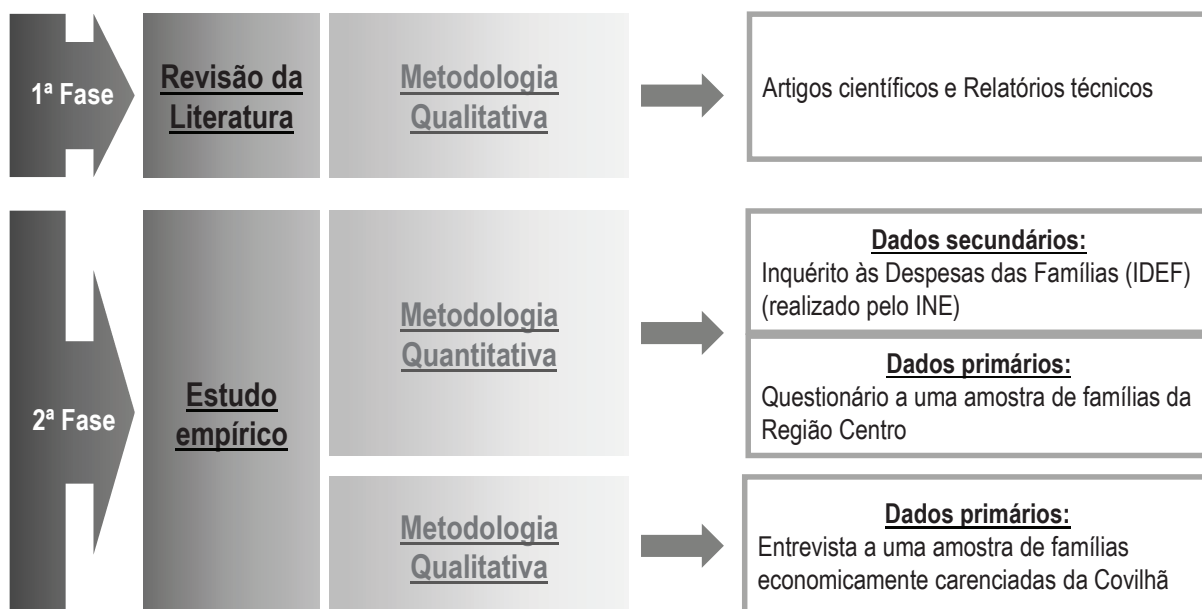 1ª Fase
Revisão da
Literatura
Metodologia
Qualitativa
Artigos científicos e Relatórios técnicos
2ª Fase
Estudo
empírico
Metodologia
Quantitativa
Dados secundários:
Inquérito às Despesas das Famílias (IDEF)
(realizado pelo INE)
Dados primários:
Questionário a uma amostra de famílias da
Região Centro
Metodologia
Qualitativa
Dados primários:
Entrevista a uma amostra de famílias
economicamente carenciadas da Covilhã